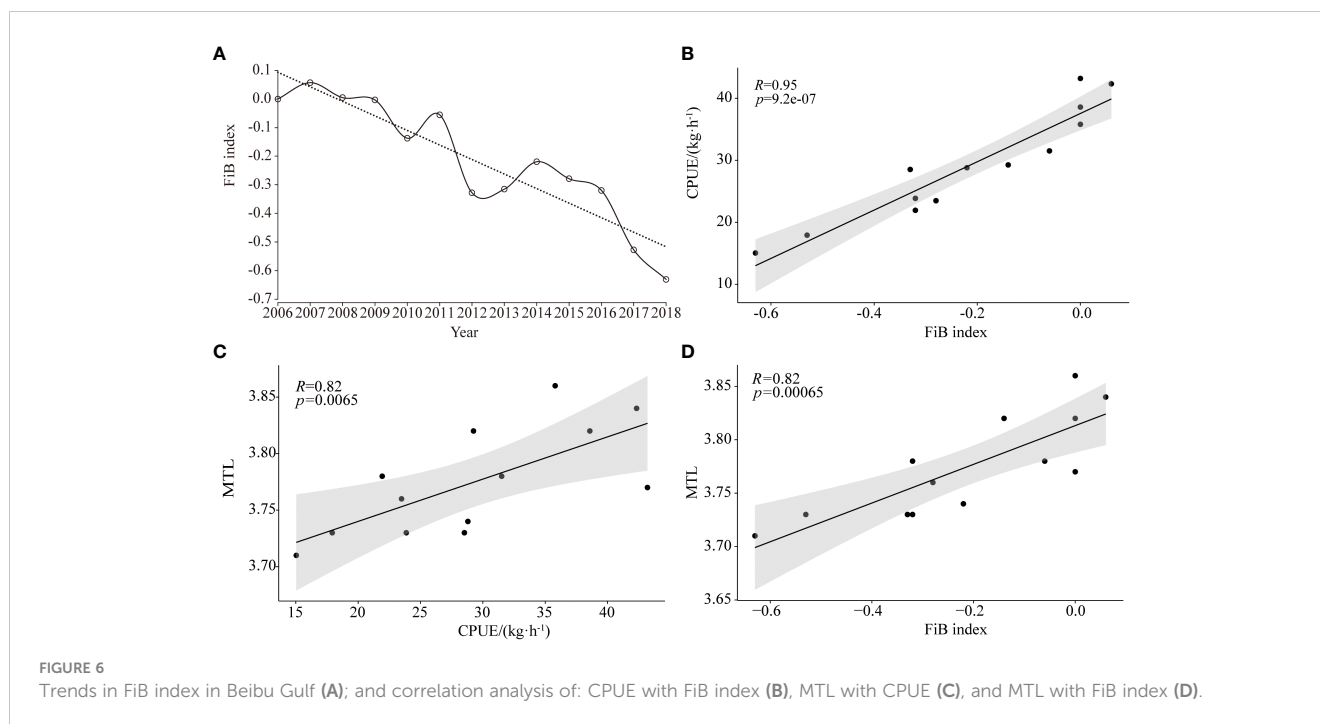 A
FiB index
0.1
0.0
-0.1
-0.2
-0.3
-0.4
-0.5
-0.6
-0.7
2006 2007 2008 2009 2010 2011 2012 2013 2014 2015 2016 2017 2018
Year
B
R=0.95
p=9.2e-07
CPUE/(kg·h⁻¹)
40
30
20
10
-0.6 -0.4 -0.2 0.0
FiB index
C
R=0.82
p=0.0065
MTL
3.85
3.80
3.75
3.70
15 20 25 30 35 40
CPUE/(kg·h⁻¹)
D
R=0.82
p=0.00065
MTL
3.85
3.80
3.75
3.70
3.65
−0.6 −0.4 −0.2 0.0
FiB index
FIGURE 6
Trends in FiB index in Beibu Gulf (A); and correlation analysis of: CPUE with FiB index (B), MTL with CPUE (C), and MTL with FiB index (D).